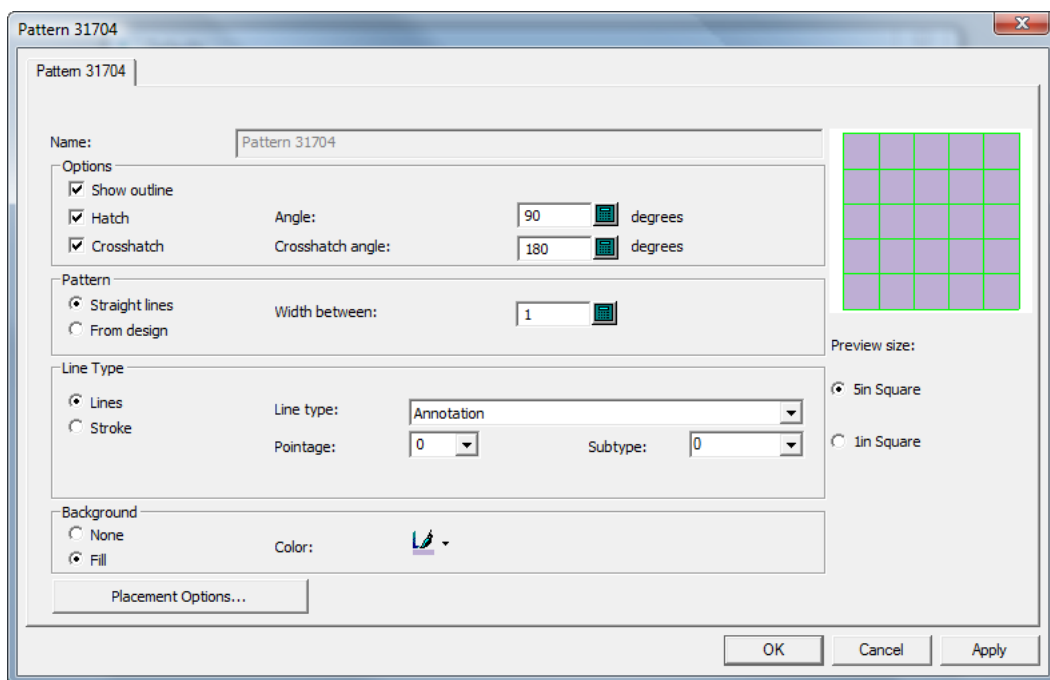 Pattern 31704
Pattern 31704
Name: Pattern 31704
Options
Show outline
Hatch Angle: 90 degrees
Crosshatch Crosshatch angle: 180 degrees
Pattern
Straight lines Width between: 1
From design
Preview size:
Line Type
Lines Line type: Annotation 5in Square
Stroke Pointage: 0 Subtype: 0 1in Square
Background
None
Fill Color:
Placement Options...
OK Cancel Apply